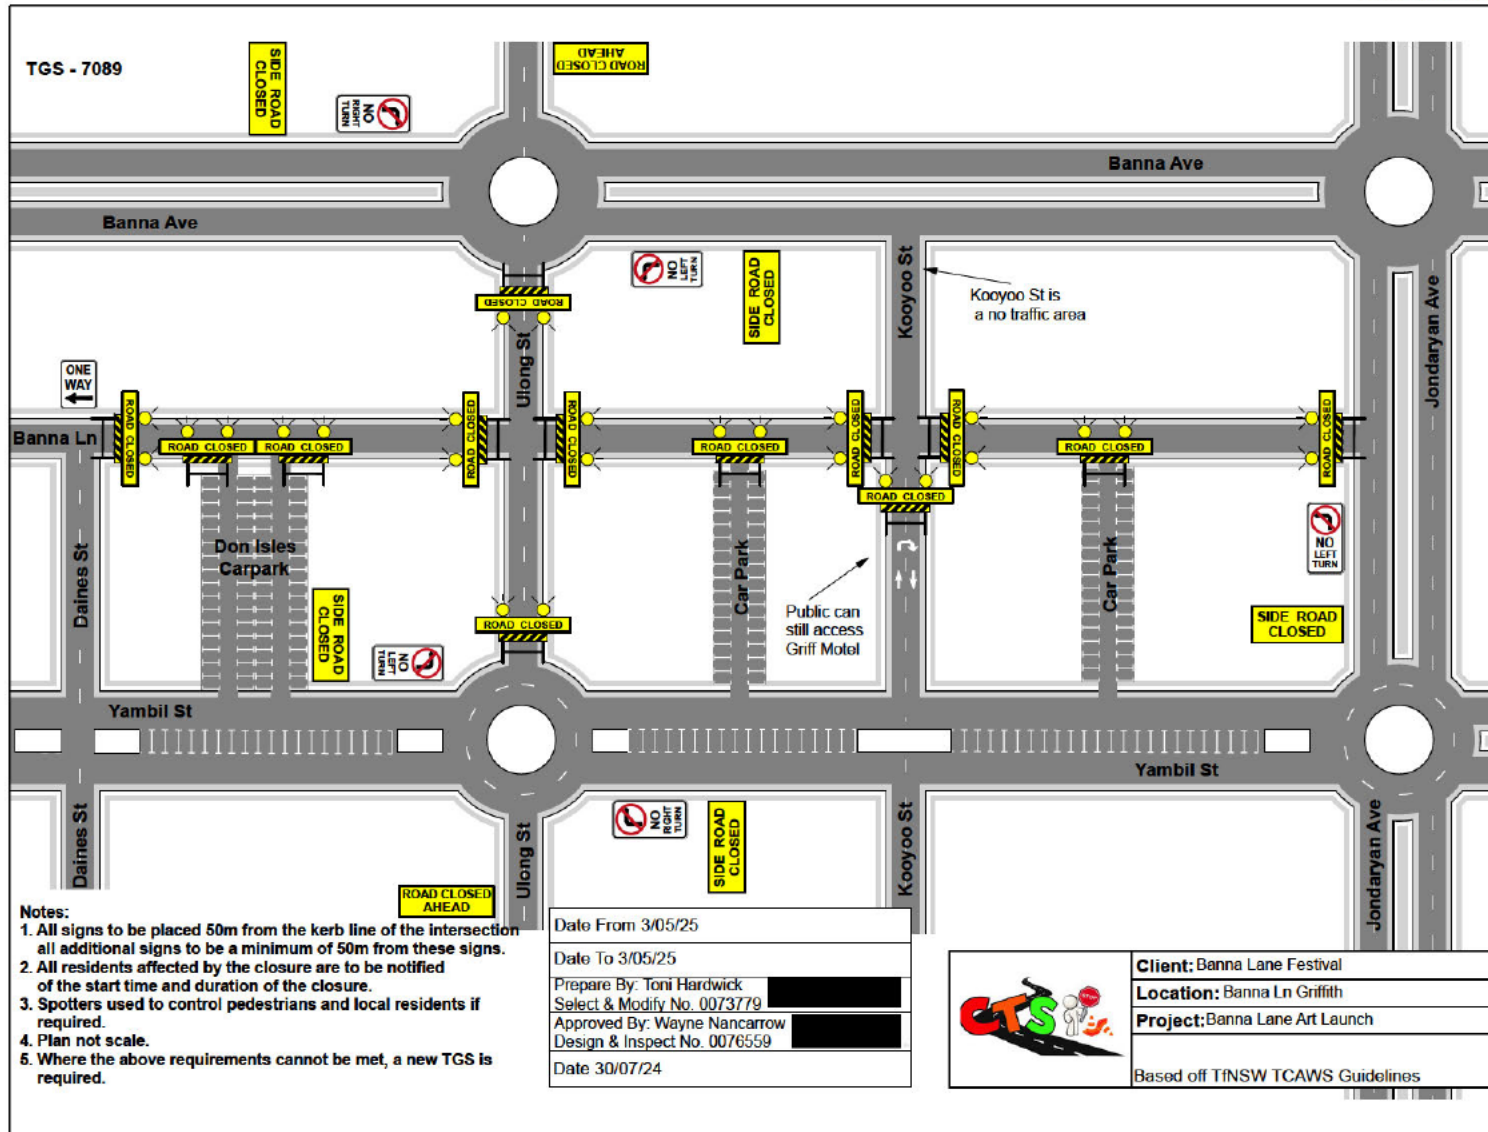 TGS - 7089
SIDE ROAD
CLOSED
NO
RIGHT
TURN
ROAD CLOSED
AHEAD
Banna Ave
Banna Ave
NO
LEFT
TURN
SIDE ROAD
CLOSED
Kooyoo St
Kooyoo St is
a no traffic area
Jondaryan Ave
ROAD CLOSED
Ulong St
ONE
WAY
Banna Ln
ROAD CLOSED
ROAD CLOSED
ROAD CLOSED
ROAD CLOSED
ROAD CLOSED
ROAD CLOSED
ROAD CLOSED
ROAD CLOSED
ROAD CLOSED
ROAD CLOSED
ROAD CLOSED
Daines St
Don Isles
Carpark
Car Park
Car Park
NO
LEFT
TURN
SIDE ROAD
CLOSED
NO
LEFT
TURN
ROAD CLOSED
Public can
still access
Griff Motel
SIDE ROAD
CLOSED
Yambil St
Yambil St
Daines St
Ulong St
NO
RIGHT
TURN
SIDE ROAD
CLOSED
Kooyoo St
Jondaryan Ave
ROAD CLOSED
AHEAD
Notes:
1. All signs to be placed 50m from the kerb line of the intersection
all additional signs to be a minimum of 50m from these signs.
2. All residents affected by the closure are to be notified
of the start time and duration of the closure.
3. Spotters used to control pedestrians and local residents if
required.
4. Plan not scale.
5. Where the above requirements cannot be met, a new TGS is
required.
Date From 3/05/25
Date To 3/05/25
Prepare By: Toni Hardwick
Select & Modify No. 0073779
Approved By: Wayne Nancarrow
Design & Inspect No. 0076559
Date 30/07/24
CTS
STOP
Client: Banna Lane Festival
Location: Banna Ln Griffith
Project: Banna Lane Art Launch
Based off TfNSW TCAWS Guidelines